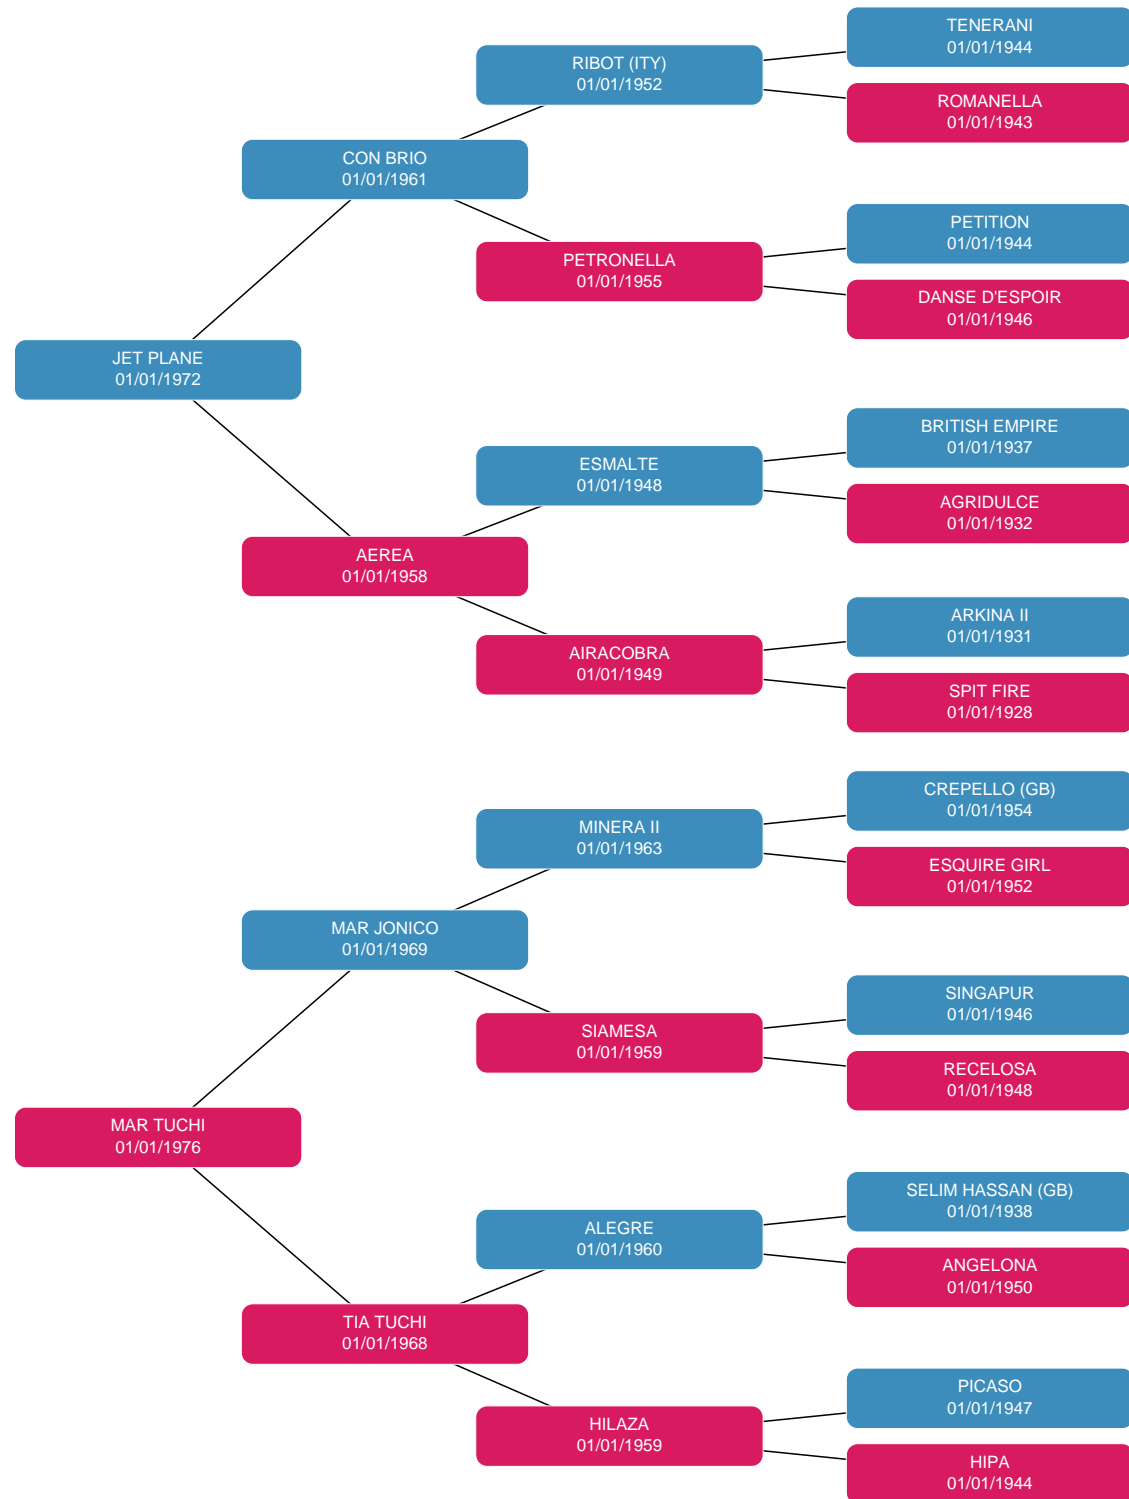 TENERANI
01/01/1944
RIBOT (ITY)
01/01/1952
ROMANELLA
01/01/1943
CON BRIO
01/01/1961
PETITION
01/01/1944
PETRONELLA
01/01/1955
DANSE D'ESPOIR
01/01/1946
JET PLANE
01/01/1972
BRITISH EMPIRE
01/01/1937
ESMALTE
01/01/1948
AGRIDULCE
01/01/1932
AEREA
01/01/1958
ARKINA II
01/01/1931
AIRACOBRA
01/01/1949
SPIT FIRE
01/01/1928
CREPELLO (GB)
01/01/1954
MINERA II
01/01/1963
ESQUIRE GIRL
01/01/1952
MAR JONICO
01/01/1969
SINGAPUR
01/01/1946
SIAMESA
01/01/1959
RECELOSA
01/01/1948
MAR TUCHI
01/01/1976
SELIM HASSAN (GB)
01/01/1938
ALEGRE
01/01/1960
ANGELONA
01/01/1950
TIA TUCHI
01/01/1968
PICASO
01/01/1947
HILAZA
01/01/1959
HIPA
01/01/1944